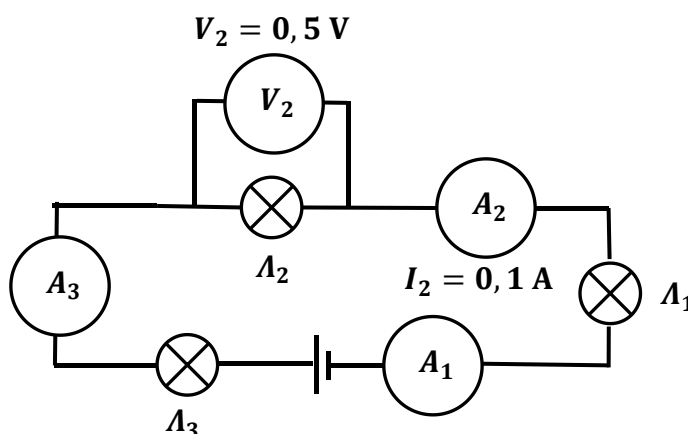 V₂ = 0,5 V
V₂
A₂
Λ₂
A₃
I₂ = 0,1 A
Λ₁
A₁
Λ₃